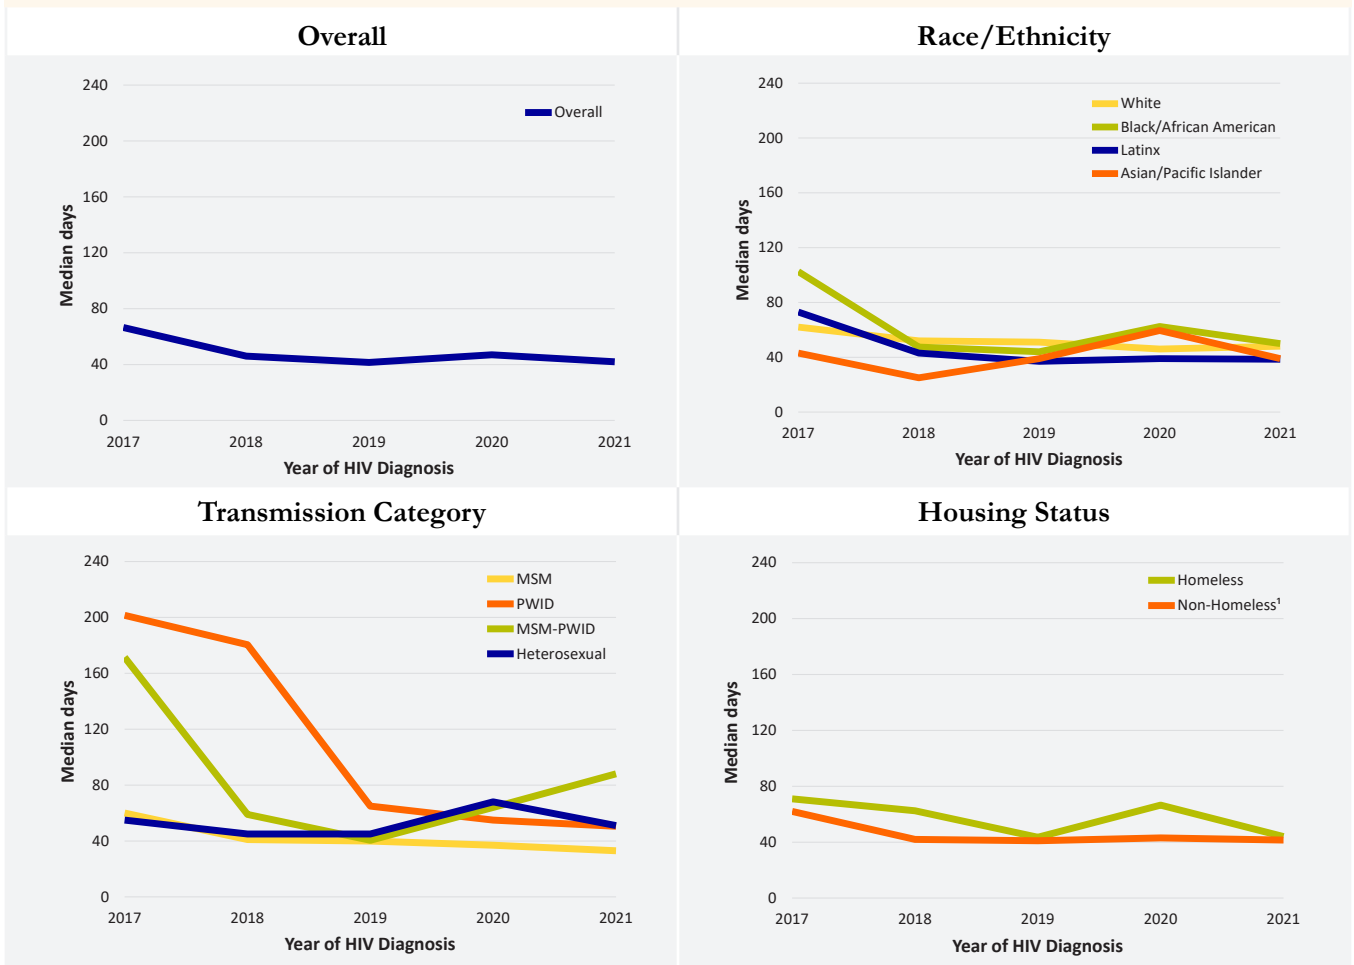 Overall
240
200
160
120
80
40
0
Median days
Overall
2017 2018 2019 2020 2021
Year of HIV Diagnosis
Race/Ethnicity
240
200
160
120
80
40
0
Median days
White
Black/African American
Latinx
Asian/Pacific Islander
2017 2018 2019 2020 2021
Year of HIV Diagnosis
Transmission Category
240
200
160
120
80
40
0
Median days
MSM
PWID
MSM-PWID
Heterosexual
2017 2018 2019 2020 2021
Year of HIV Diagnosis
Housing Status
240
200
160
120
80
40
0
Median days
Homeless
Non-Homeless¹
2017 2018 2019 2020 2021
Year of HIV Diagnosis